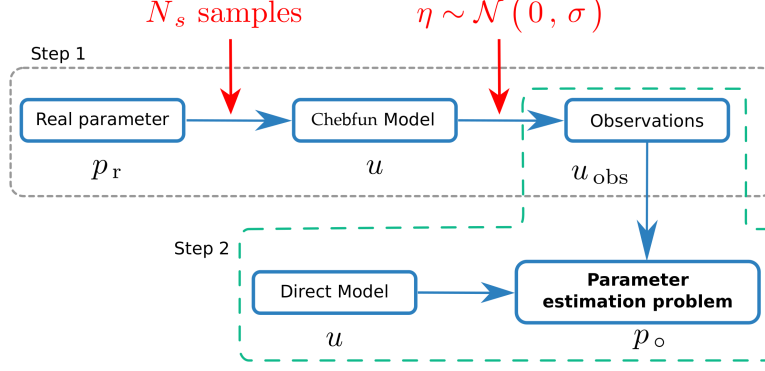 N_s samples
η ∼ 𝒩 ( 0 , σ )
Step 1
Real parameter
Chebfun Model
Observations
p_r
u
u_obs
Step 2
Direct Model
Parameter
estimation problem
u
p_∘